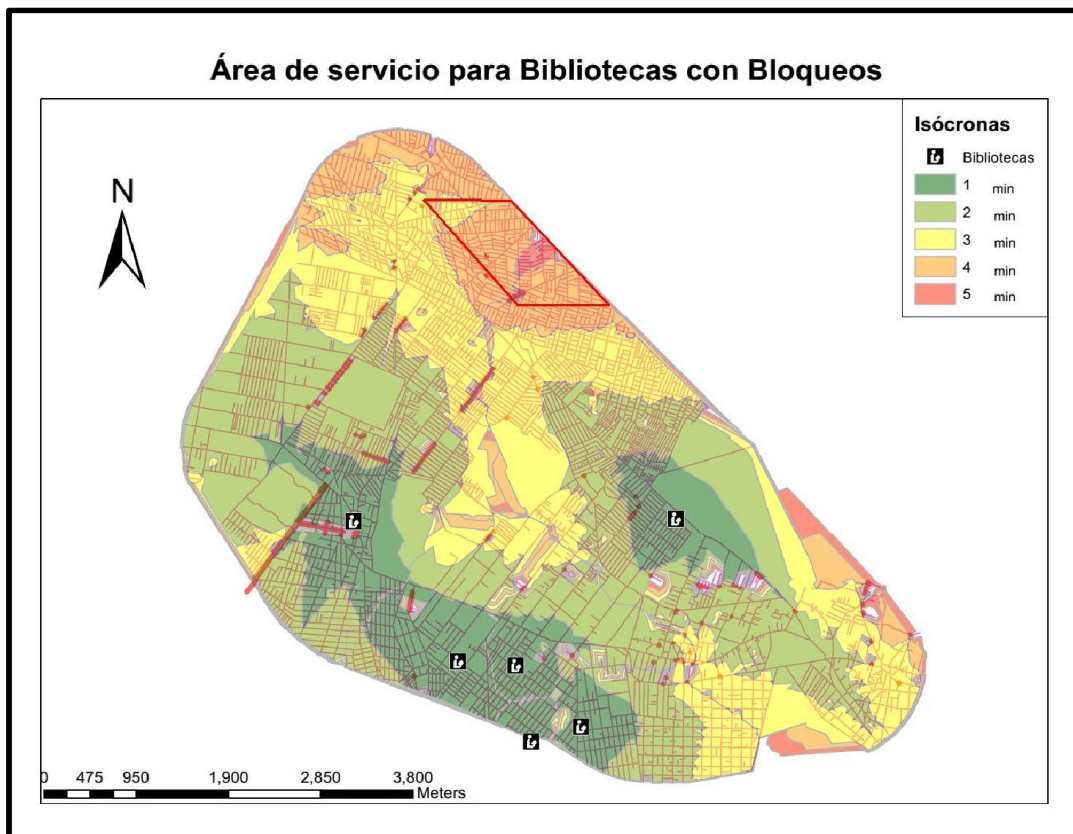 Área de servicio para Bibliotecas con Bloqueos
N
Isócronas
Bibliotecas
1 min
2 min
3 min
4 min
5 min
0 475 950 1,900 2,850 3,800
Meters